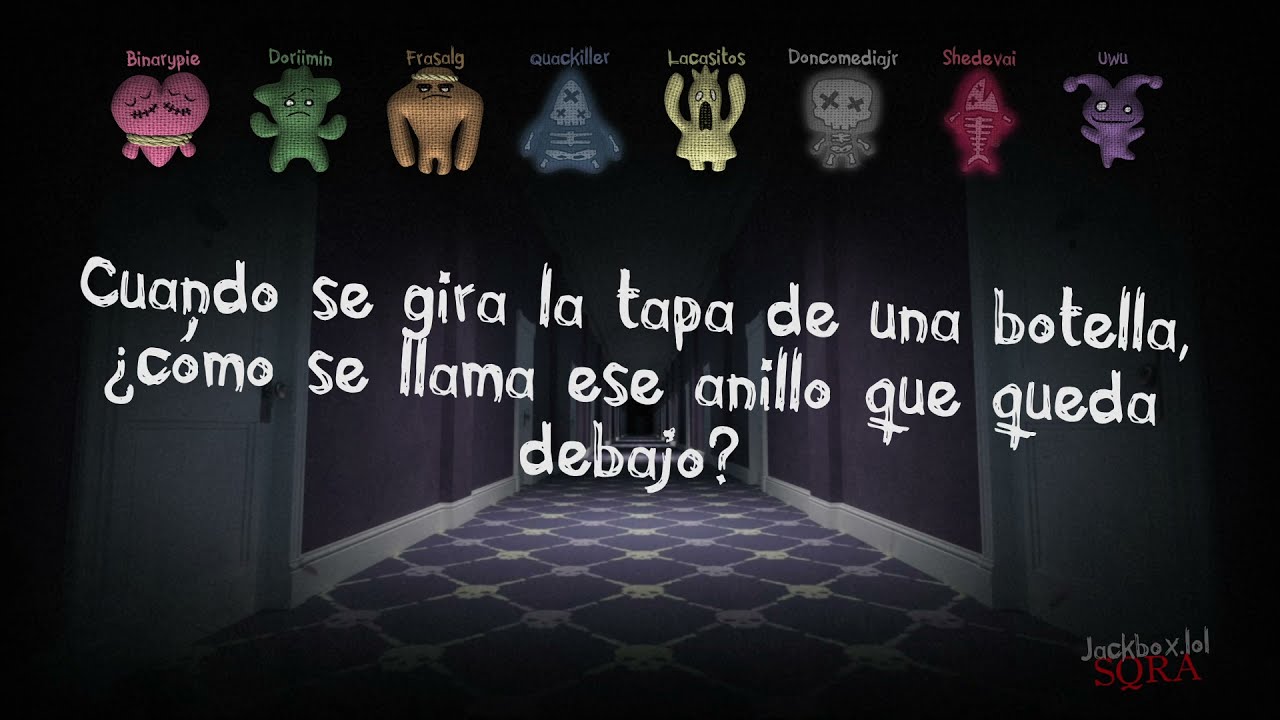 Binarypie Doriimin Frasalg quackiller Lacasitos Doncomediajr Shedevai UwU
Cuando se gira la tapa de una botella,
¿cómo se llama ese anillo que queda
debajo?
Jackbox.lol
SQRA